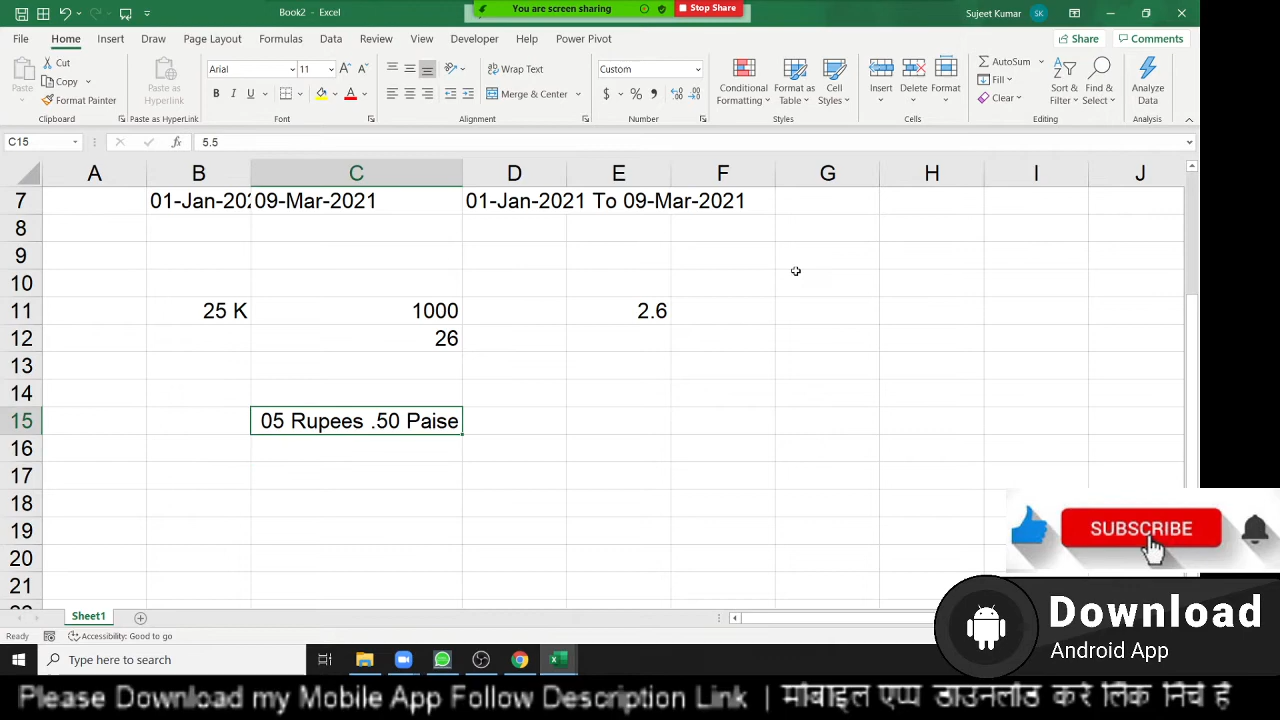 Book2 - Excel
You are screen sharing
Stop Share
Sujeet Kumar
SK
File Home Insert Draw Page Layout Formulas Data Review View Developer Help Power Pivot
Share
Comments
Paste
Cut
Copy
Format Painter
Clipboard
Paste as Hyperlink
Paste as HyperLink
Arial
11
B I U
Font
Wrap Text
Merge & Center
Alignment
Custom
$ % ,
Number
Conditional Formatting
Format as Table
Cell Styles
Styles
Insert
Delete
Format
Cells
AutoSum
Fill
Clear
Sort & Filter
Find & Select
Editing
Analyze Data
Analysis
C15
fx
5.5
A B C D E F G H I J
7 01-Jan-202 09-Mar-2021 01-Jan-2021 To 09-Mar-2021
8
9
10
11 25 K 1000 2.6
12 26
13
14
15 05 Rupees .50 Paise
16
17
18
19
20
21
SUBSCRIBE
Download
Android App
Sheet1
Ready
Accessibility: Good to go
Type here to search
Please Download my Mobile App Follow Description Link | मोबाइल एप्प डाउनलोड करे लिंक निचे है